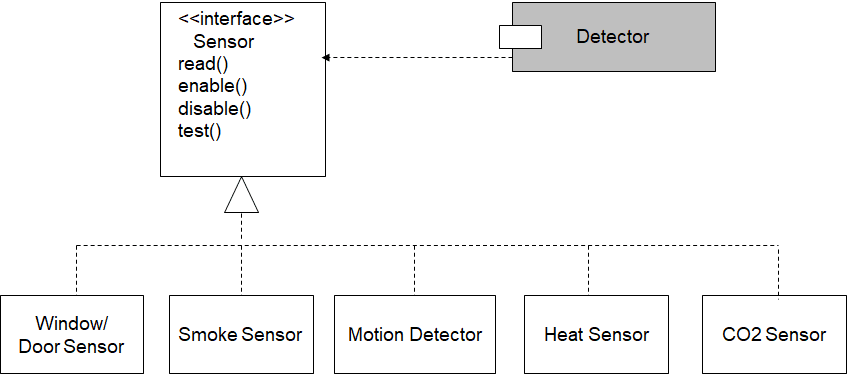 <<interface>>
Sensor
read()
enable()
disable()
test()
Detector
Window/
Door Sensor
Smoke Sensor
Motion Detector
Heat Sensor
CO2 Sensor